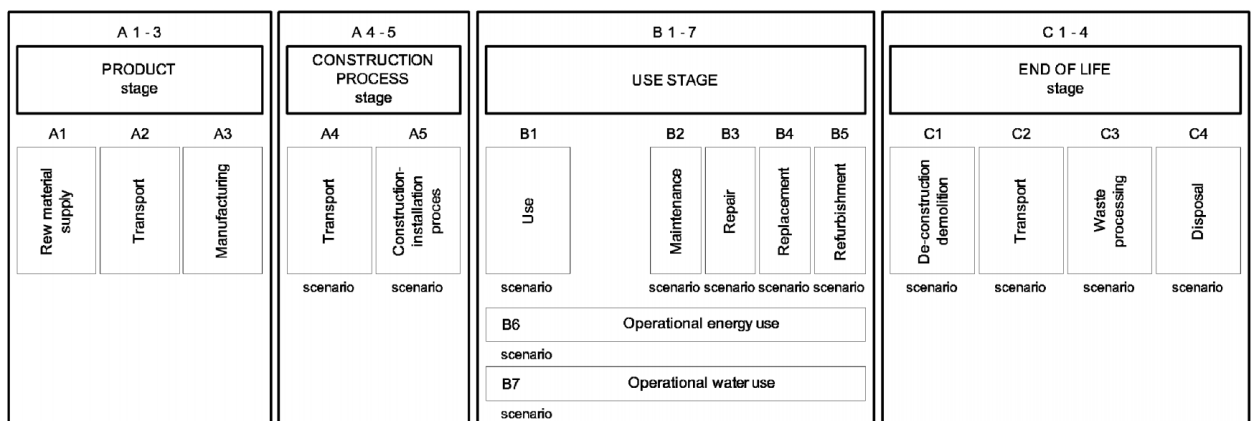 A 1 - 3
PRODUCT
stage
A1
A2
A3
Rew material
supply
Transport
Manufacturing
A 4 - 5
CONSTRUCTION
PROCESS
stage
A4
A5
Transport
Construction-
installation
proces
scenario
scenario
B 1 - 7
USE STAGE
B1
B2
B3
B4
B5
Use
Maintenance
Repair
Replacement
Refurbishment
scenario
scenario
scenario
scenario
scenario
B6
Operational energy use
scenario
B7
Operational water use
scenario
C 1 - 4
END OF LIFE
stage
C1
C2
C3
C4
De-construction
demolition
Transport
Waste
processing
Disposal
scenario
scenario
scenario
scenario